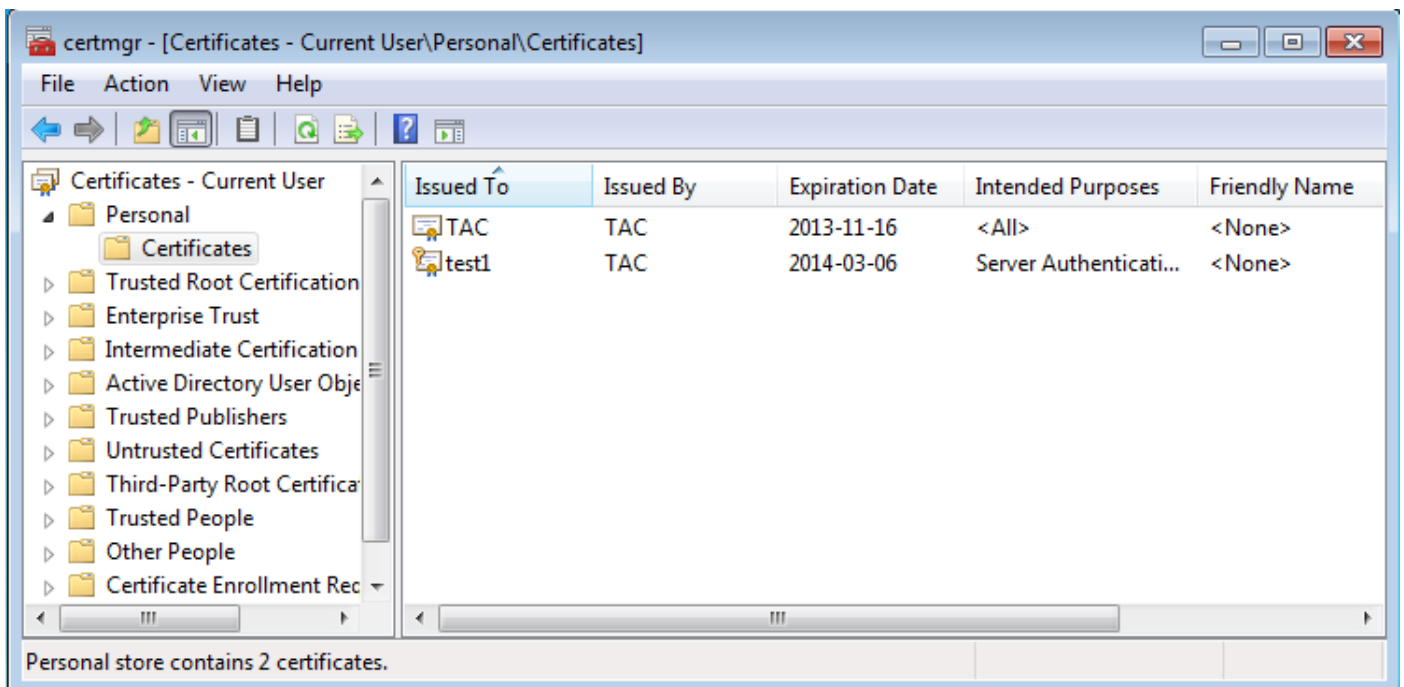 certmgr - [Certificates - Current User\Personal\Certificates]
File Action View Help
Certificates - Current User
Personal
Certificates
Trusted Root Certification
Enterprise Trust
Intermediate Certification
Active Directory User Obje
Trusted Publishers
Untrusted Certificates
Third-Party Root Certifica
Trusted People
Other People
Certificate Enrollment Req
Issued To Issued By Expiration Date Intended Purposes Friendly Name
TAC TAC 2013-11-16 <All> <None>
test1 TAC 2014-03-06 Server Authenticati... <None>
Personal store contains 2 certificates.